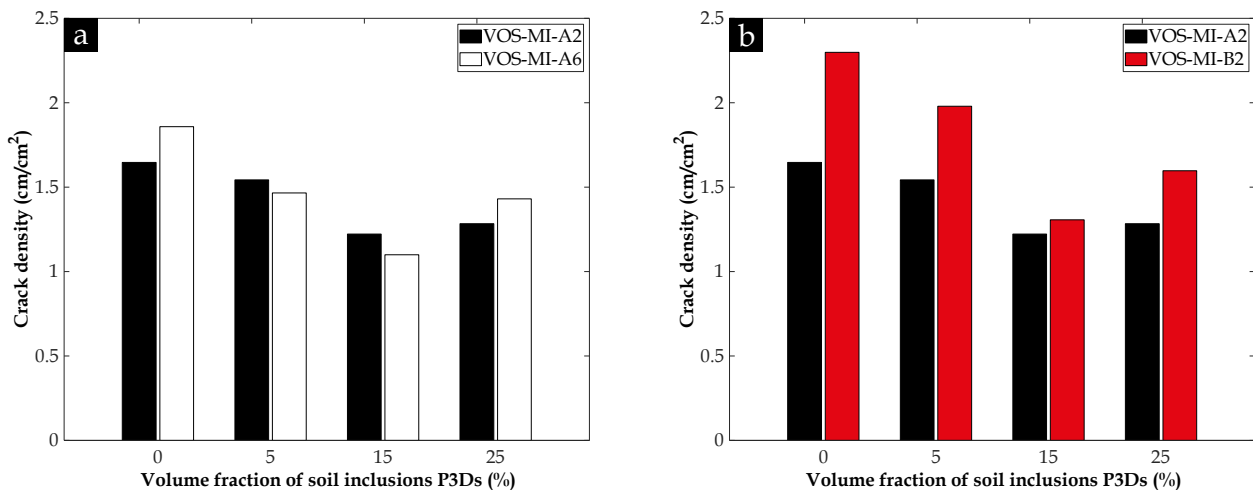 a
VOS-MI-A2
VOS-MI-A6
2.5
2
1.5
1
0.5
0
Crack density (cm/cm²)
0 5 15 25
Volume fraction of soil inclusions P3Ds (%)
b
VOS-MI-A2
VOS-MI-B2
2.5
2
1.5
1
0.5
0
Crack density (cm/cm²)
0 5 15 25
Volume fraction of soil inclusions P3Ds (%)